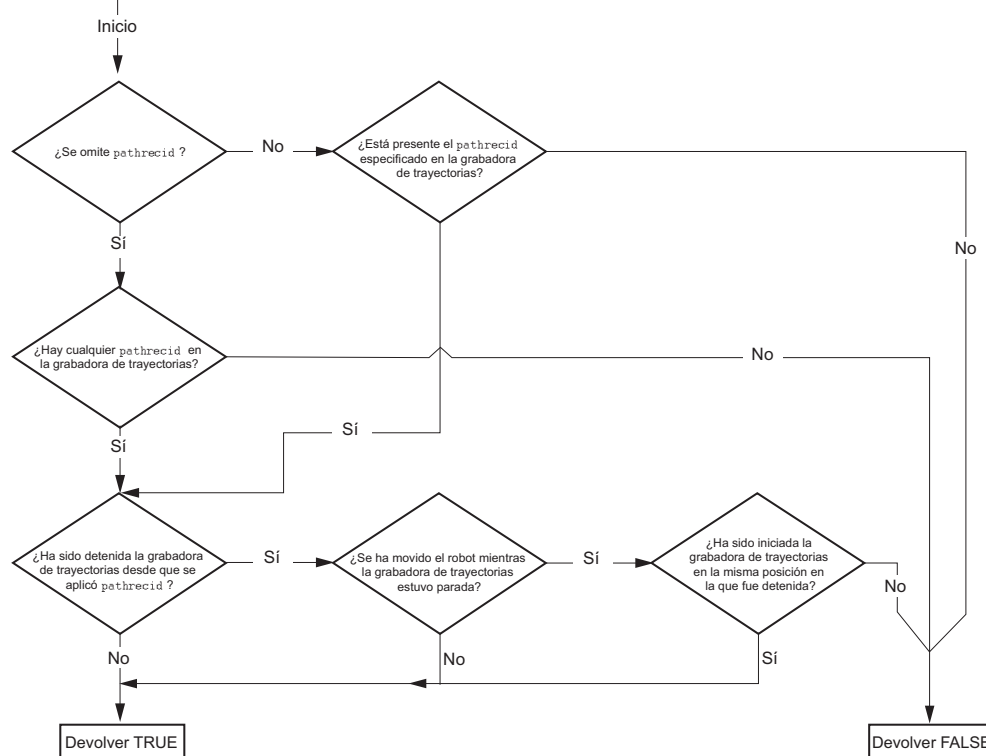 Inicio
¿Se omite pathrecid ?
No
¿Está presente el pathrecid
especificado en la grabadora
de trayectorias?
No
Sí
¿Hay cualquier pathrecid en
la grabadora de trayectorias?
No
Sí
Sí
¿Ha sido detenida la grabadora
de trayectorias desde que se
aplicó pathrecid ?
Sí
¿Se ha movido el robot mientras
la grabadora de trayectorias
estuvo parada?
Sí
¿Ha sido iniciada la
grabadora de trayectorias
en la misma posición en
la que fue detenida?
No
No
No
Sí
Devolver TRUE
Devolver FALSE